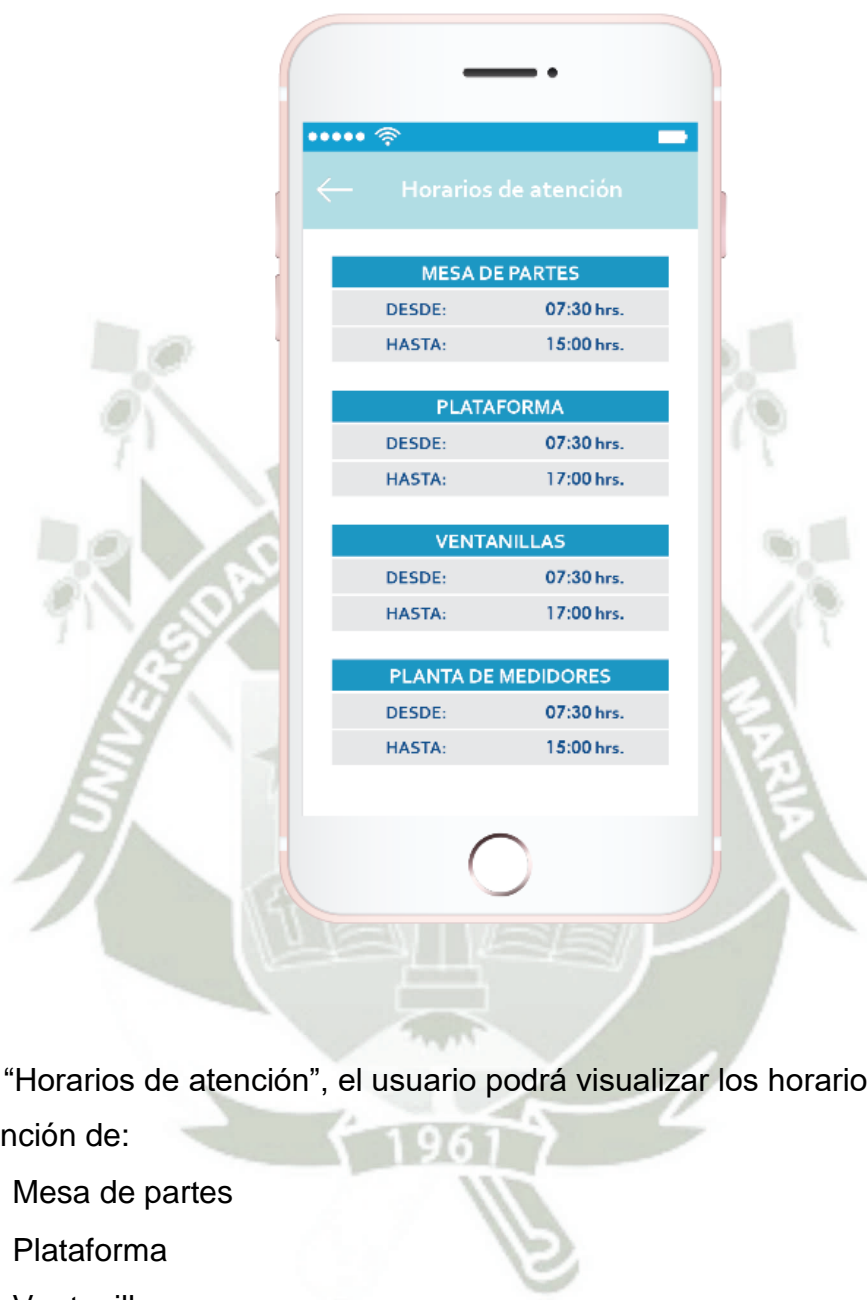 Horarios de atención
MESA DE PARTES
DESDE: 07:30 hrs.
HASTA: 15:00 hrs.
PLATAFORMA
DESDE: 07:30 hrs.
HASTA: 17:00 hrs.
VENTANILLAS
DESDE: 07:30 hrs.
HASTA: 17:00 hrs.
PLANTA DE MEDIDORES
DESDE: 07:30 hrs.
HASTA: 15:00 hrs.
UNIVERSIDAD
MARIA
“Horarios de atención”, el usuario podrá visualizar los horario
nción de:
1961
Mesa de partes
Plataforma